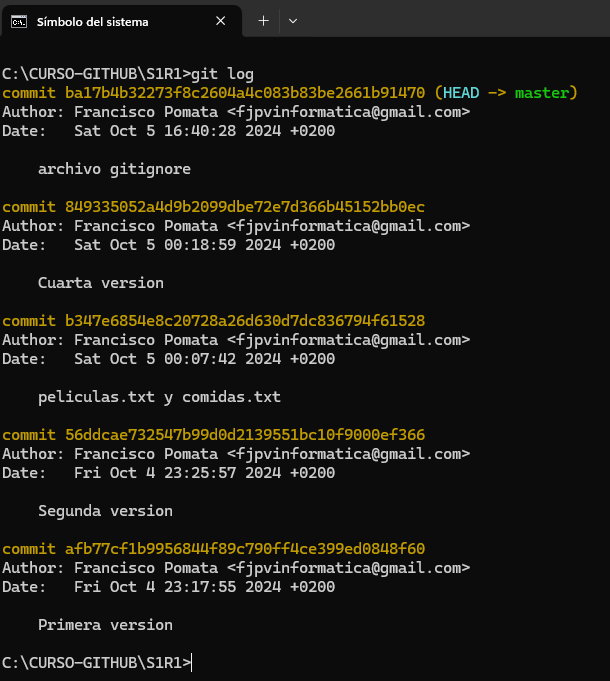 Símbolo del sistema
C:\CURSO-GITHUB\S1R1>git log
commit ba17b4b32273f8c2604a4c083b83be2661b91470 (HEAD -> master)
Author: Francisco Pomata <fjpvinformatica@gmail.com>
Date:   Sat Oct 5 16:40:28 2024 +0200
archivo gitignore
commit 849335052a4d9b2099dbe72e7d366b45152bb0ec
Author: Francisco Pomata <fjpvinformatica@gmail.com>
Date:   Sat Oct 5 00:18:59 2024 +0200
Cuarta version
commit b347e6854e8c20728a26d630d7dc836794f61528
Author: Francisco Pomata <fjpvinformatica@gmail.com>
Date:   Sat Oct 5 00:07:42 2024 +0200
peliculas.txt y comidas.txt
commit 56ddcae732547b99d0d2139551bc10f9000ef366
Author: Francisco Pomata <fjpvinformatica@gmail.com>
Date:   Fri Oct 4 23:25:57 2024 +0200
Segunda version
commit afb77cf1b9956844f89c790ff4ce399ed0848f60
Author: Francisco Pomata <fjpvinformatica@gmail.com>
Date:   Fri Oct 4 23:17:55 2024 +0200
Primera version
C:\CURSO-GITHUB\S1R1>